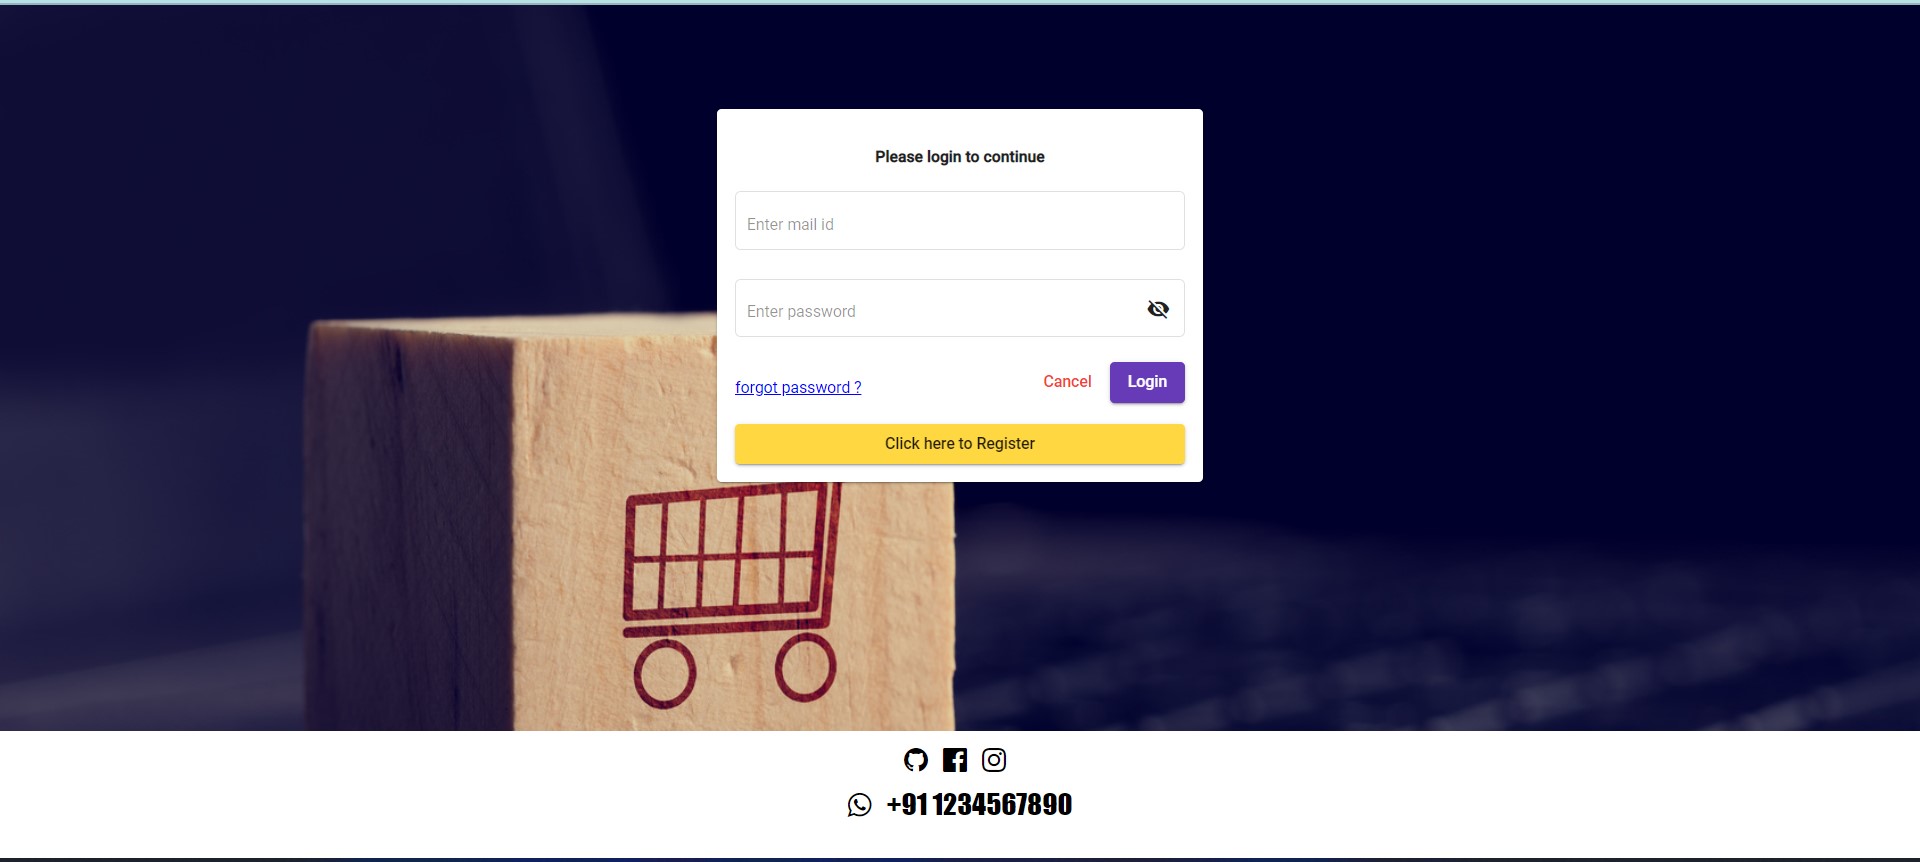 Please login to continue
Enter mail id
Enter password
forgot password ?
Cancel
Login
Click here to Register
+91 1234567890